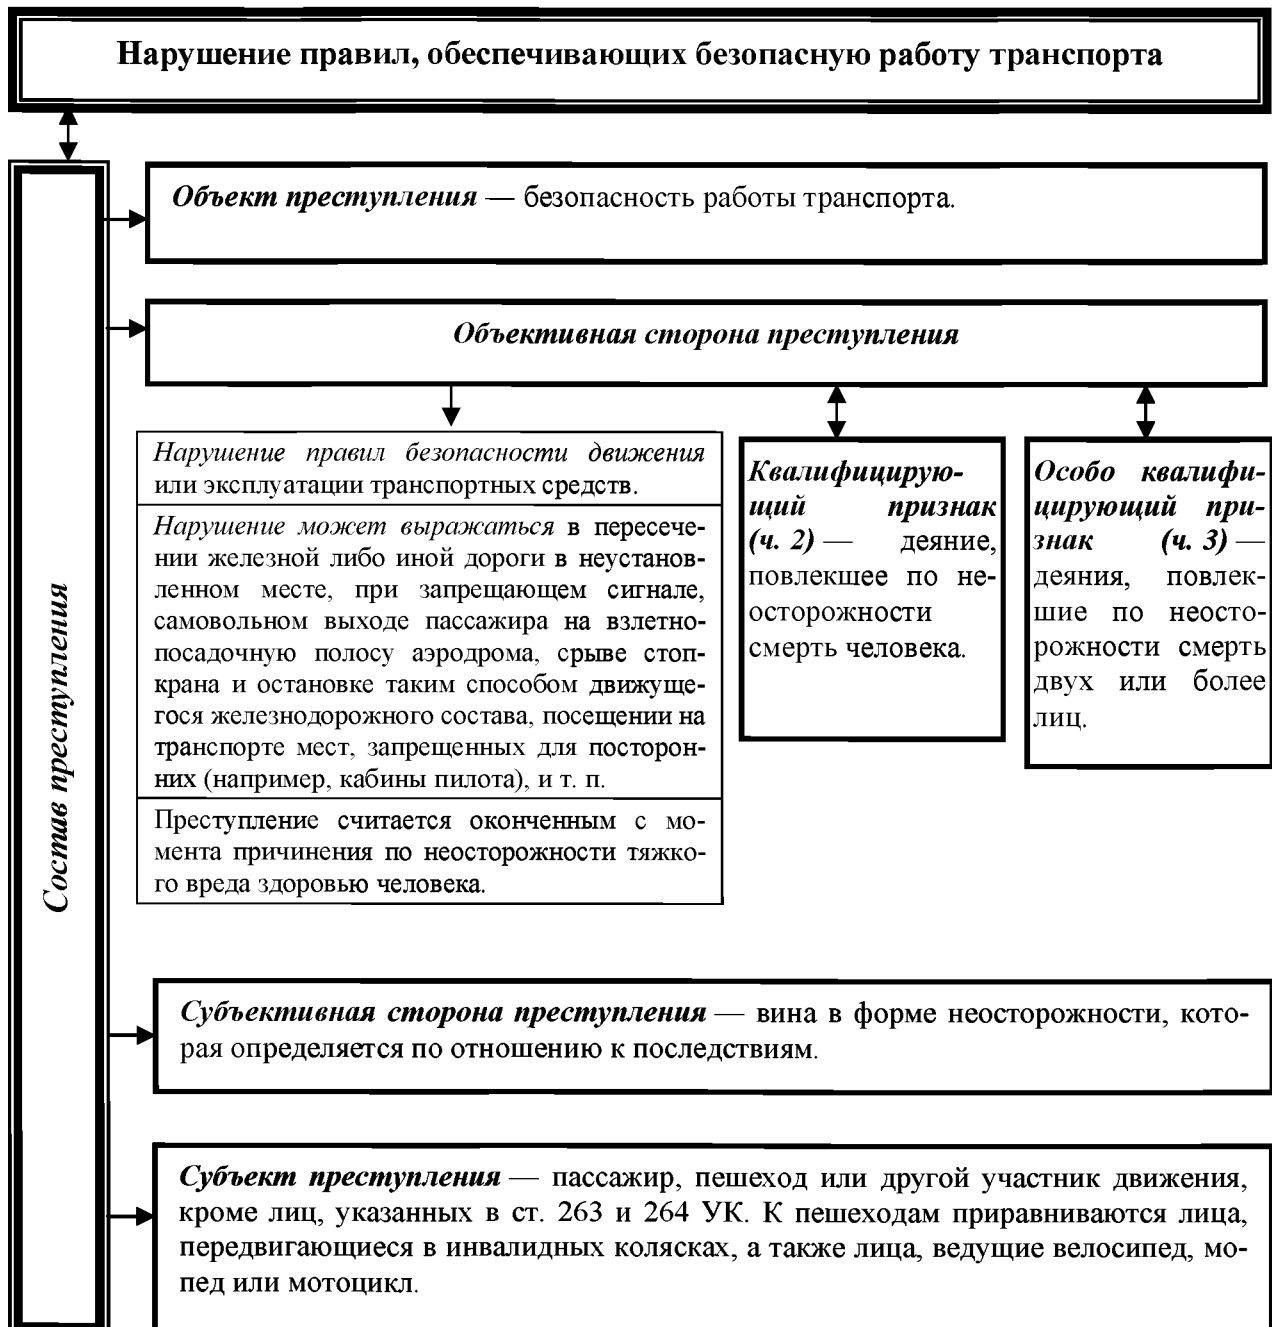 Нарушение правил, обеспечивающих безопасную работу транспорта
Состав преступления
Объект преступления — безопасность работы транспорта.
Объективная сторона преступления
Нарушение правил безопасности движения
или эксплуатации транспортных средств.
Нарушение может выражаться в пересече-
нии железной либо иной дороги в неустанов-
ленном месте, при запрещающем сигнале,
самовольном выходе пассажира на взлетно-
посадочную полосу аэродрома, срыве стоп-
крана и остановке таким способом движуще-
гося железнодорожного состава, посещении на
транспорте мест, запрещенных для посторон-
них (например, кабины пилота), и т. п.
Преступление считается оконченным с мо-
мента причинения по неосторожности тяжко-
го вреда здоровью человека.
Квалифицирую-
щий признак
(ч. 2) — деяние,
повлекшее по не-
осторожности
смерть человека.
Особо квалифи-
цирующий при-
знак (ч. 3) —
деяния, повлек-
шие по неосто-
рожности смерть
двух или более
лиц.
Субъективная сторона преступления — вина в форме неосторожности, кото-
рая определяется по отношению к последствиям.
Субъект преступления — пассажир, пешеход или другой участник движения,
кроме лиц, указанных в ст. 263 и 264 УК. К пешеходам приравниваются лица,
передвигающиеся в инвалидных колясках, а также лица, ведущие велосипед, мо-
пед или мотоцикл.